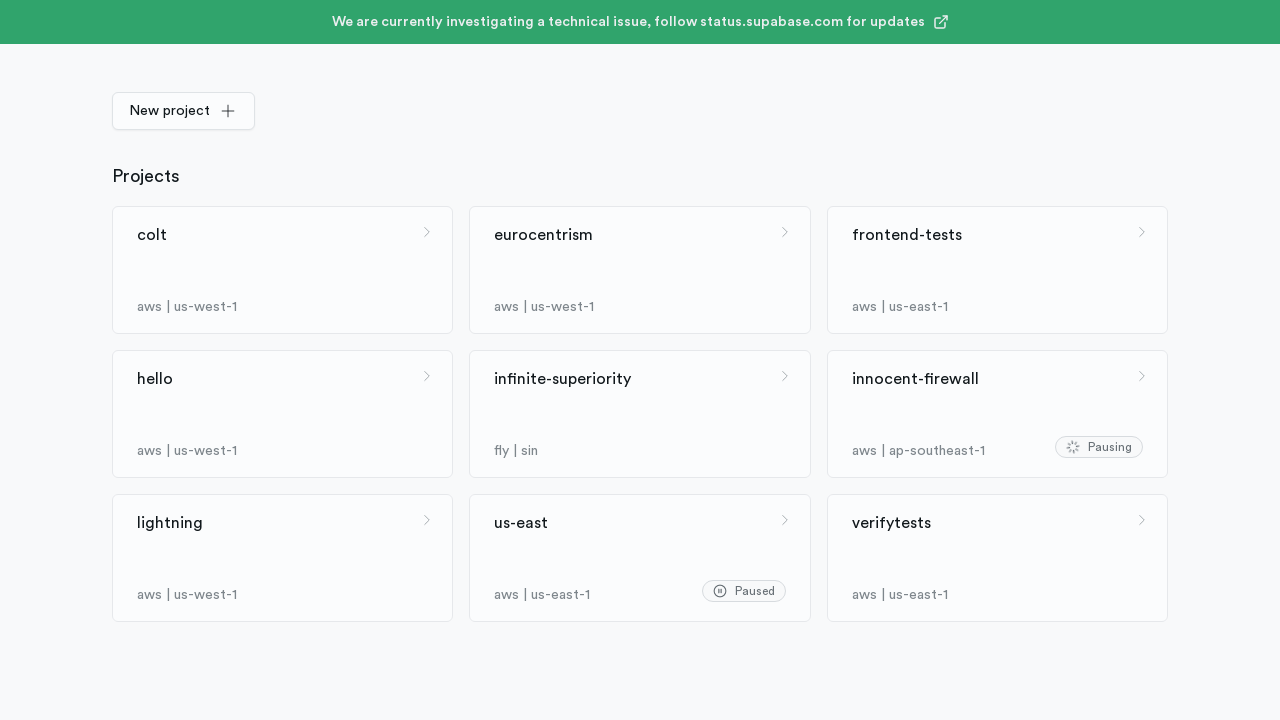 We are currently investigating a technical issue, follow status.supabase.com for updates
New project
Projects
colt
aws | us-west-1
eurocentrism
aws | us-west-1
frontend-tests
aws | us-east-1
hello
aws | us-west-1
infinite-superiority
fly | sin
innocent-firewall
aws | ap-southeast-1
Pausing
lightning
aws | us-west-1
us-east
aws | us-east-1
Paused
verifytests
aws | us-east-1